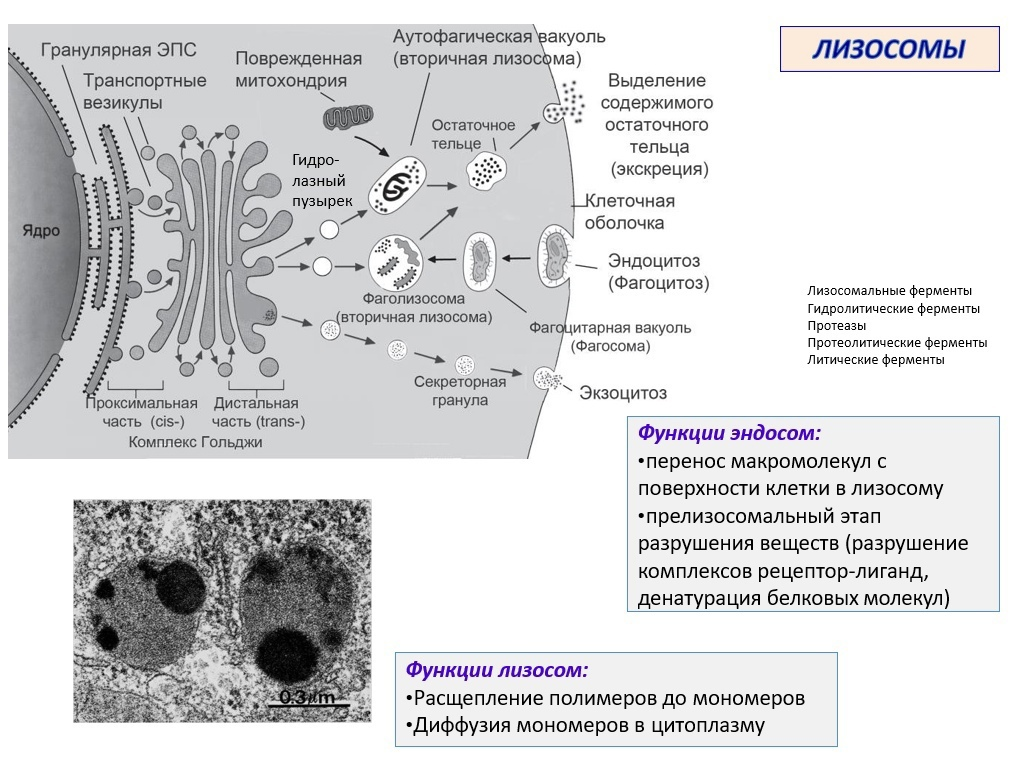 ЛИЗОСОМЫ
Гранулярная ЭПС
Транспортные
везикулы
Поврежденная
митохондрия
Аутофагическая вакуоль
(вторичная лизосома)
Остаточное
тельце
Выделение
содержимого
остаточного
тельца
(экскреция)
Гидро-
лазный
пузырек
Ядро
Клеточная
оболочка
Эндоцитоз
(Фагоцитоз)
Фаголизосома
(вторичная лизосома)
Фагоцитарная вакуоль
(Фагосома)
Секреторная
гранула
Экзоцитоз
Проксимальная
часть (cis-)
Дистальная
часть (trans-)
Комплекс Гольджи
Лизосомальные ферменты
Гидролитические ферменты
Протеазы
Протеолитические ферменты
Литические ферменты
Функции эндосом:
•перенос макромолекул с
поверхности клетки в лизосому
•прелизосомальный этап
разрушения веществ (разрушение
комплексов рецептор-лиганд,
денатурация белковых молекул)
0.3μm
Функции лизосом:
•Расщепление полимеров до мономеров
•Диффузия мономеров в цитоплазму